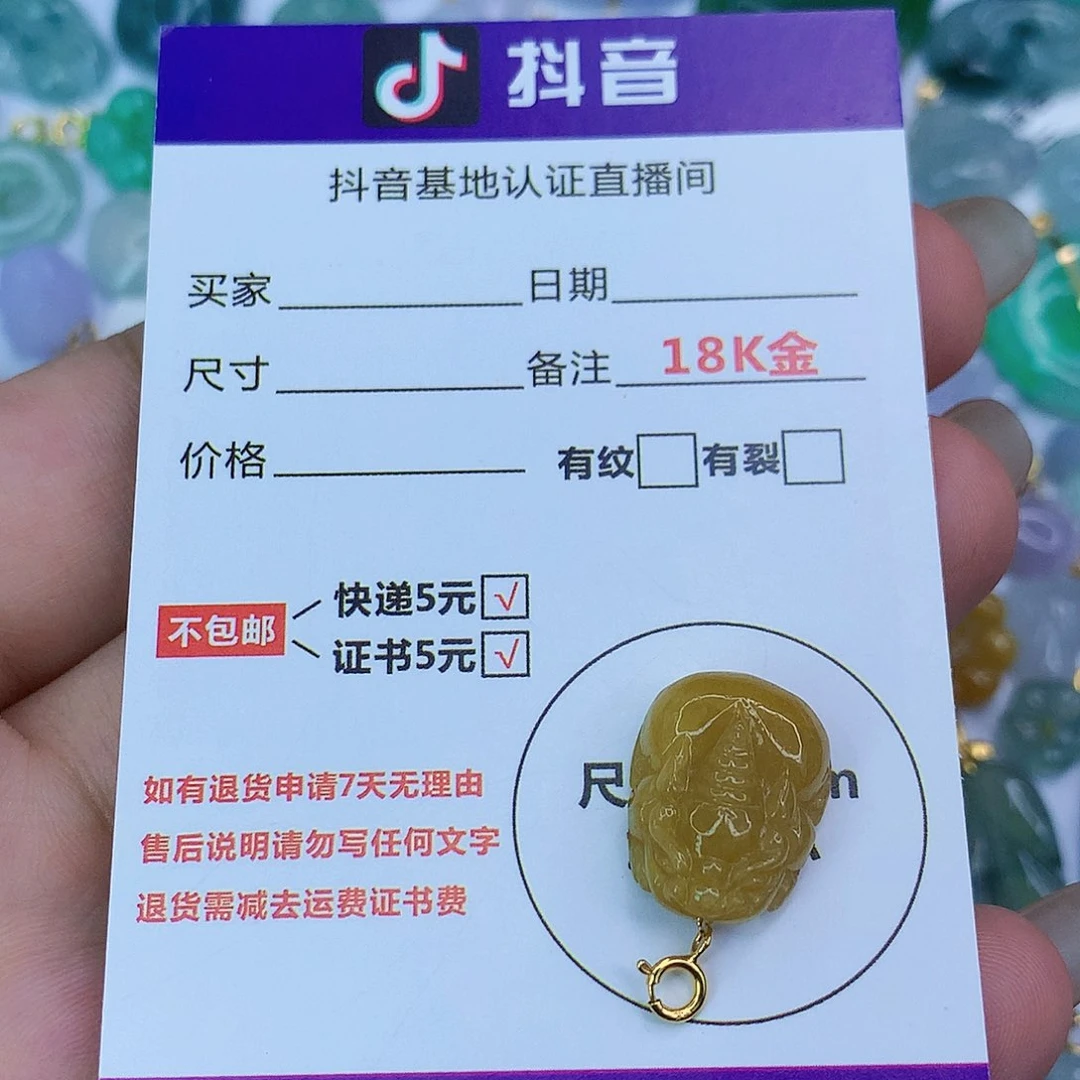 抖音
抖音基地认证直播间
买家 日期
尺寸 备注 18K金
价格 有纹 有裂
不包邮 快递5元 √
证书5元 √
如有退货申请7天无理由
售后说明请勿写任何文字
退货需减去运费证书费
尺 m